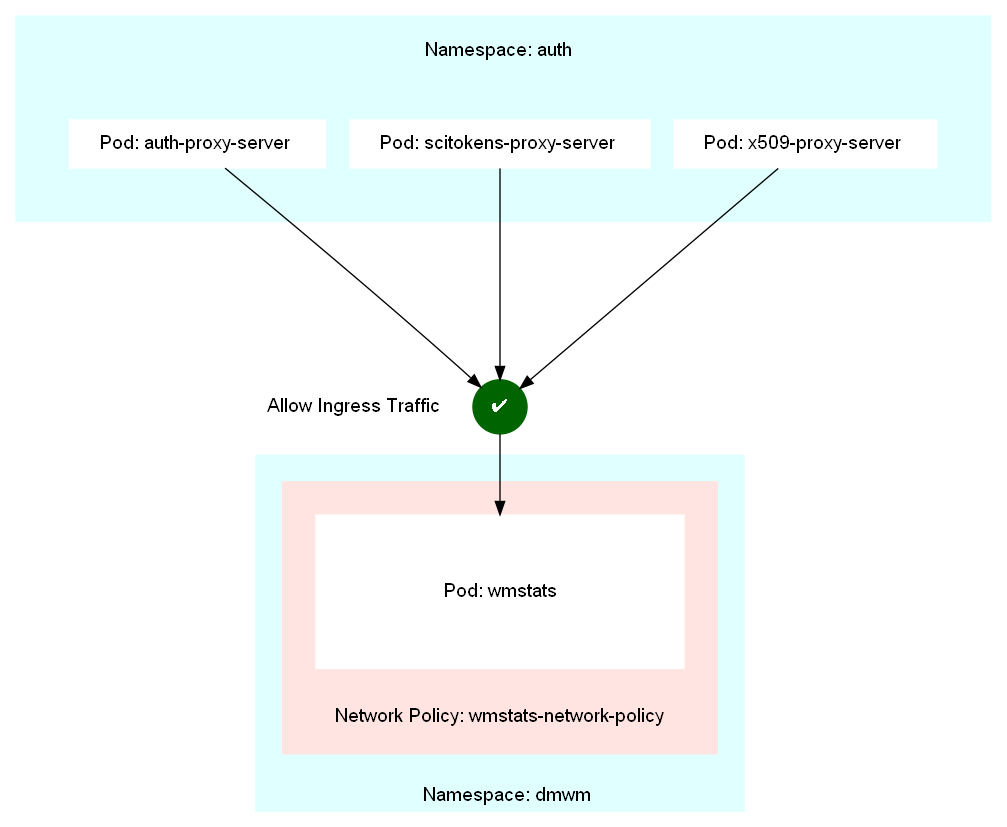 Namespace: auth
Pod: auth-proxy-server
Pod: scitokens-proxy-server
Pod: x509-proxy-server
Allow Ingress Traffic
✔
Pod: wmstats
Network Policy: wmstats-network-policy
Namespace: dmwm